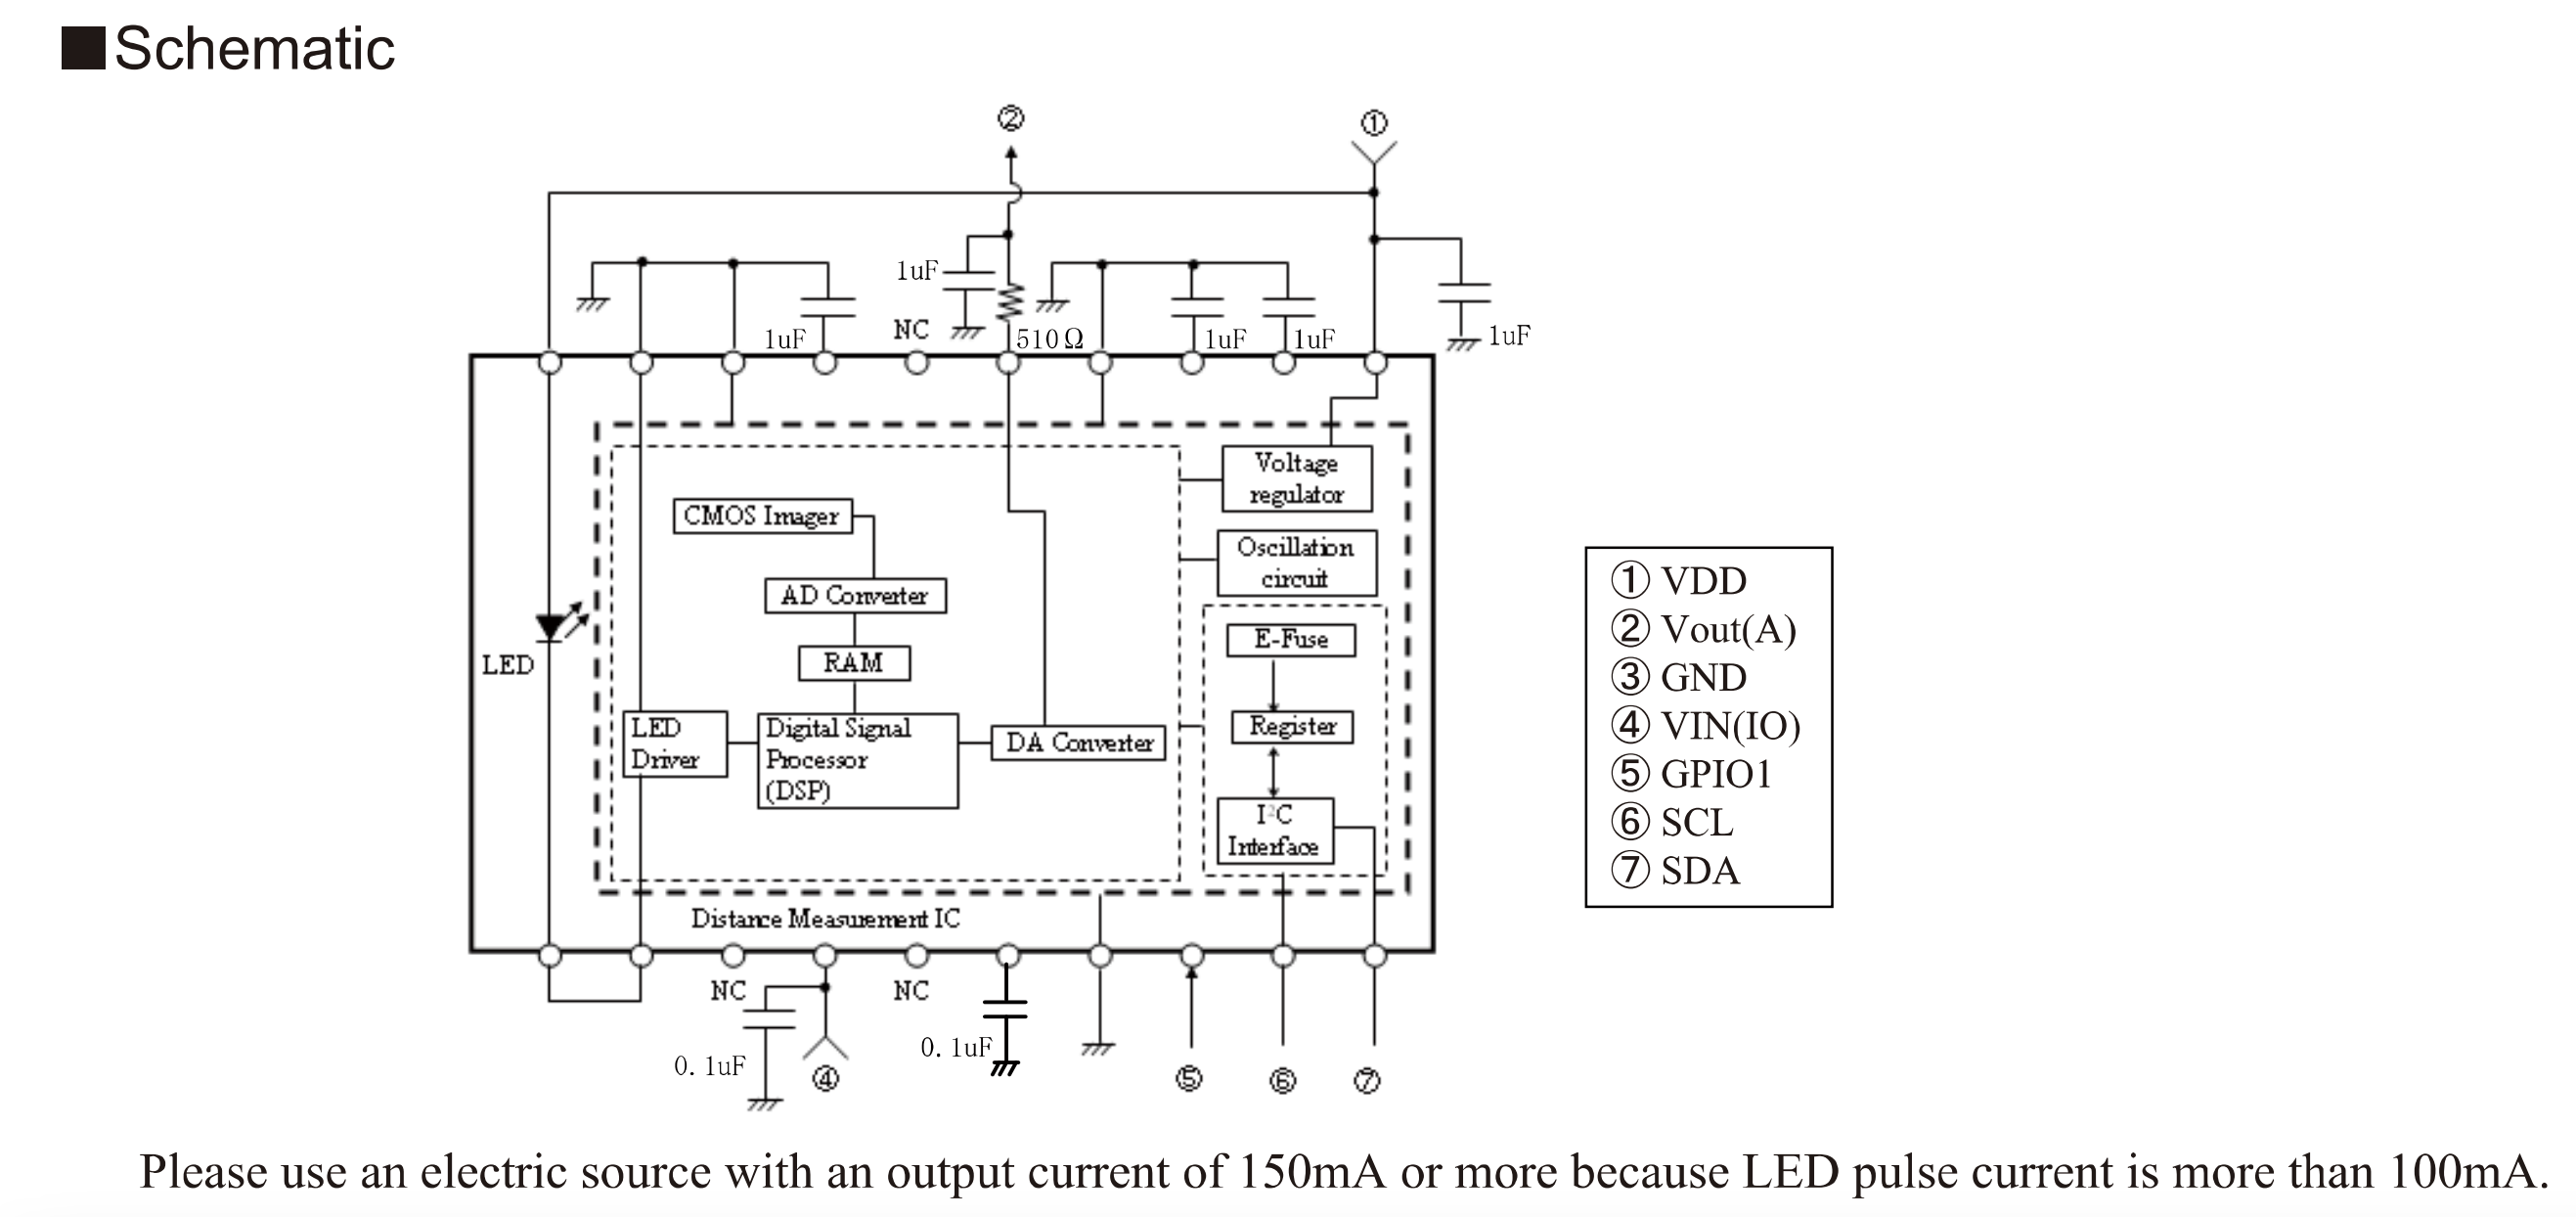 ■Schematic
②
①
1uF
1uF
NC
510Ω
1uF
1uF
1uF
Voltage
regulator
CMOS Imager
Oscillation
circuit
AD Converter
E-Fuse
LED
RAM
LED
Driver
Digital Signal
Processor
(DSP)
DA Converter
Register
I²C
Interface
Distance Measurement IC
NC
NC
0.1uF
0.1uF
④
⑤
⑥
⑦
① VDD
② Vout(A)
③ GND
④ VIN(IO)
⑤ GPIO1
⑥ SCL
⑦ SDA
Please use an electric source with an output current of 150mA or more because LED pulse current is more than 100mA.